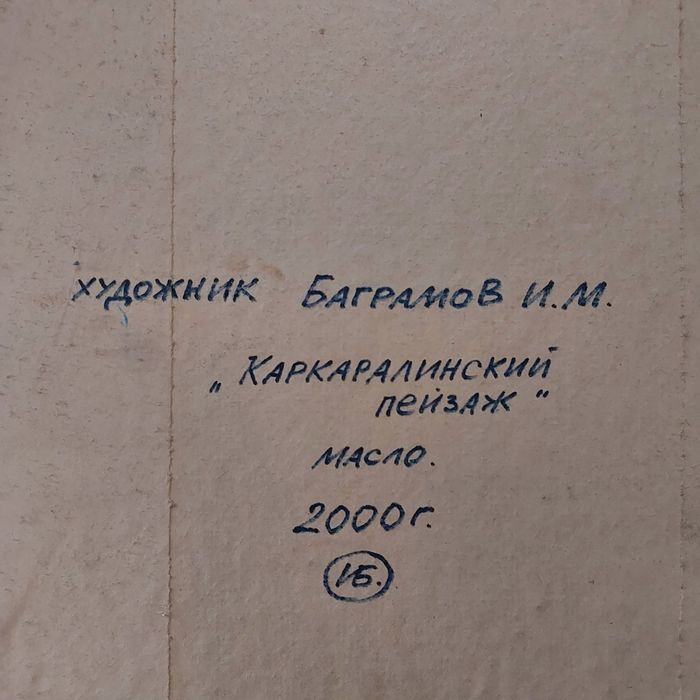 художник Баграмов И.М.
„Каркаралинский
пейзаж"
масло.
2000г.
ИБ.